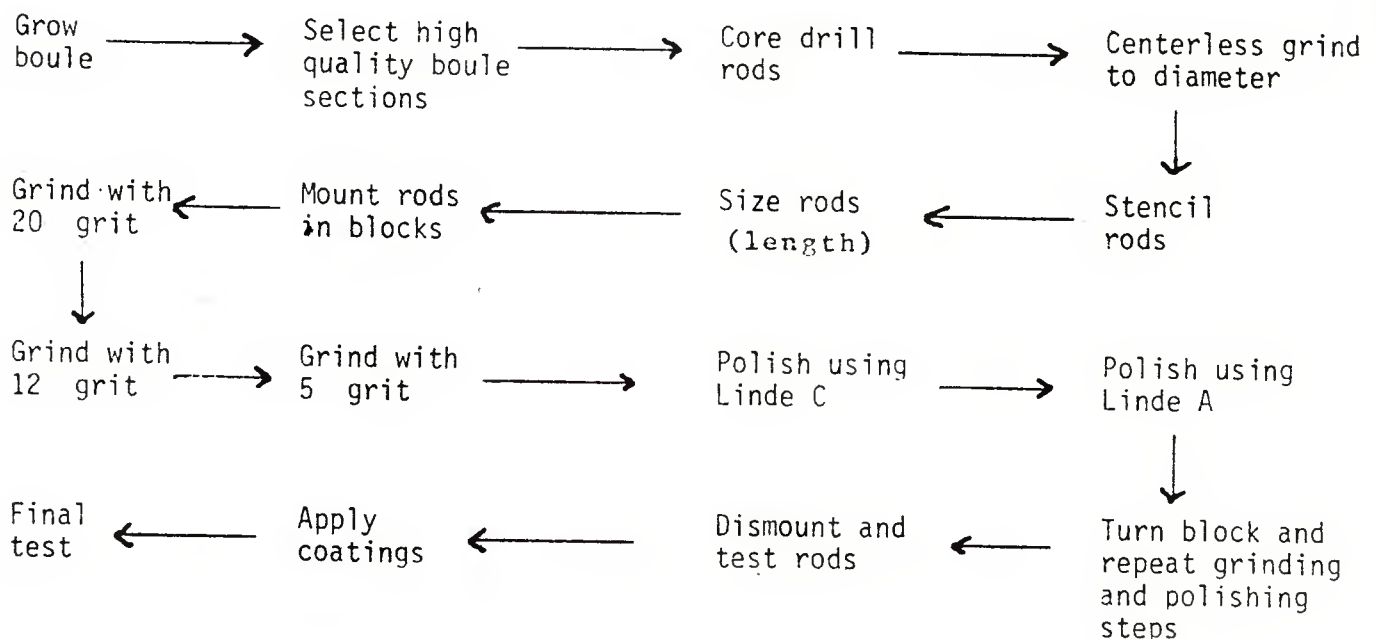 Grow
boule
Select high
quality boule
sections
Core drill
rods
Centerless grind
to diameter
Stencil
rods
Size rods
(length)
Mount rods
in blocks
Grind with
20 grit
Grind with
12 grit
Grind with
5 grit
Polish using
Linde C
Polish using
Linde A
Turn block and
repeat grinding
and polishing
steps
Dismount and
test rods
Apply
coatings
Final
test